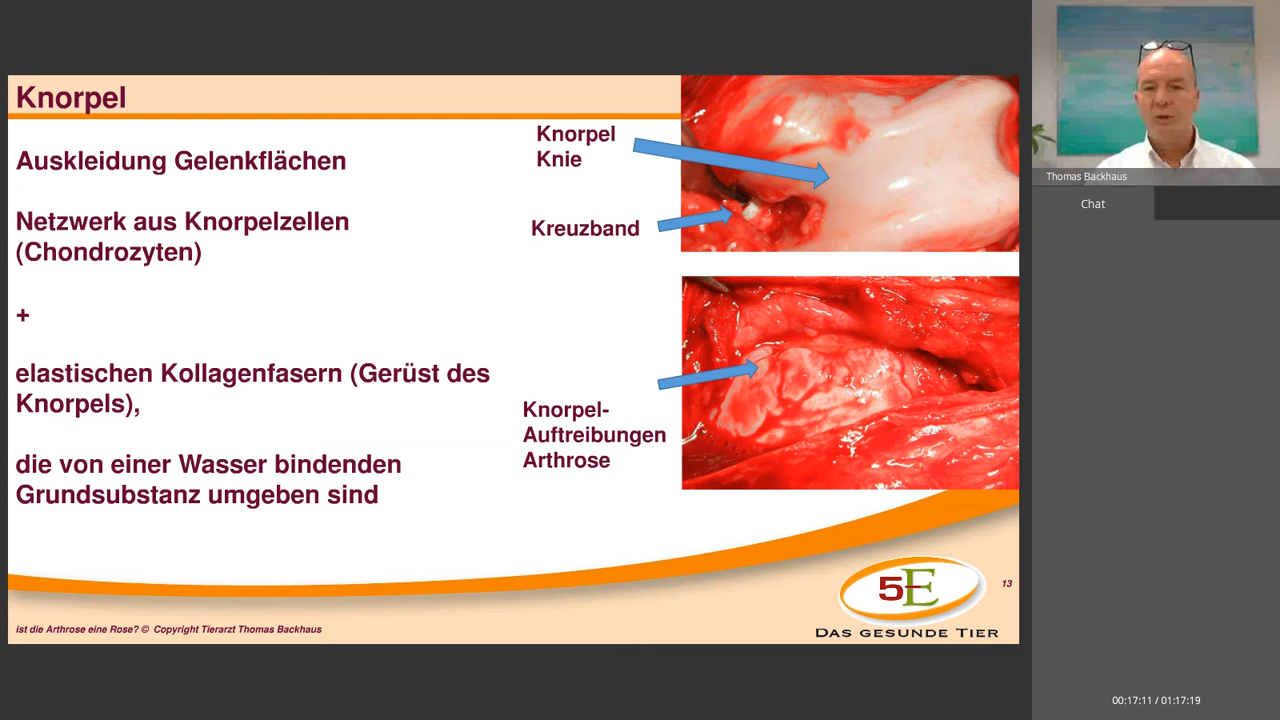 Knorpel
Auskleidung Gelenkflächen
Netzwerk aus Knorpelzellen
(Chondrozyten)
+
elastischen Kollagenfasern (Gerüst des
Knorpels),
die von einer Wasser bindenden
Grundsubstanz umgeben sind
Knorpel
Knie
Kreuzband
Knorpel-
Auftreibungen
Arthrose
5E
DAS GESUNDE TIER
13
ist die Arthrose eine Rose? © Copyright Tierarzt Thomas Backhaus
Thomas Backhaus
Chat
00:17:11 / 01:17:19